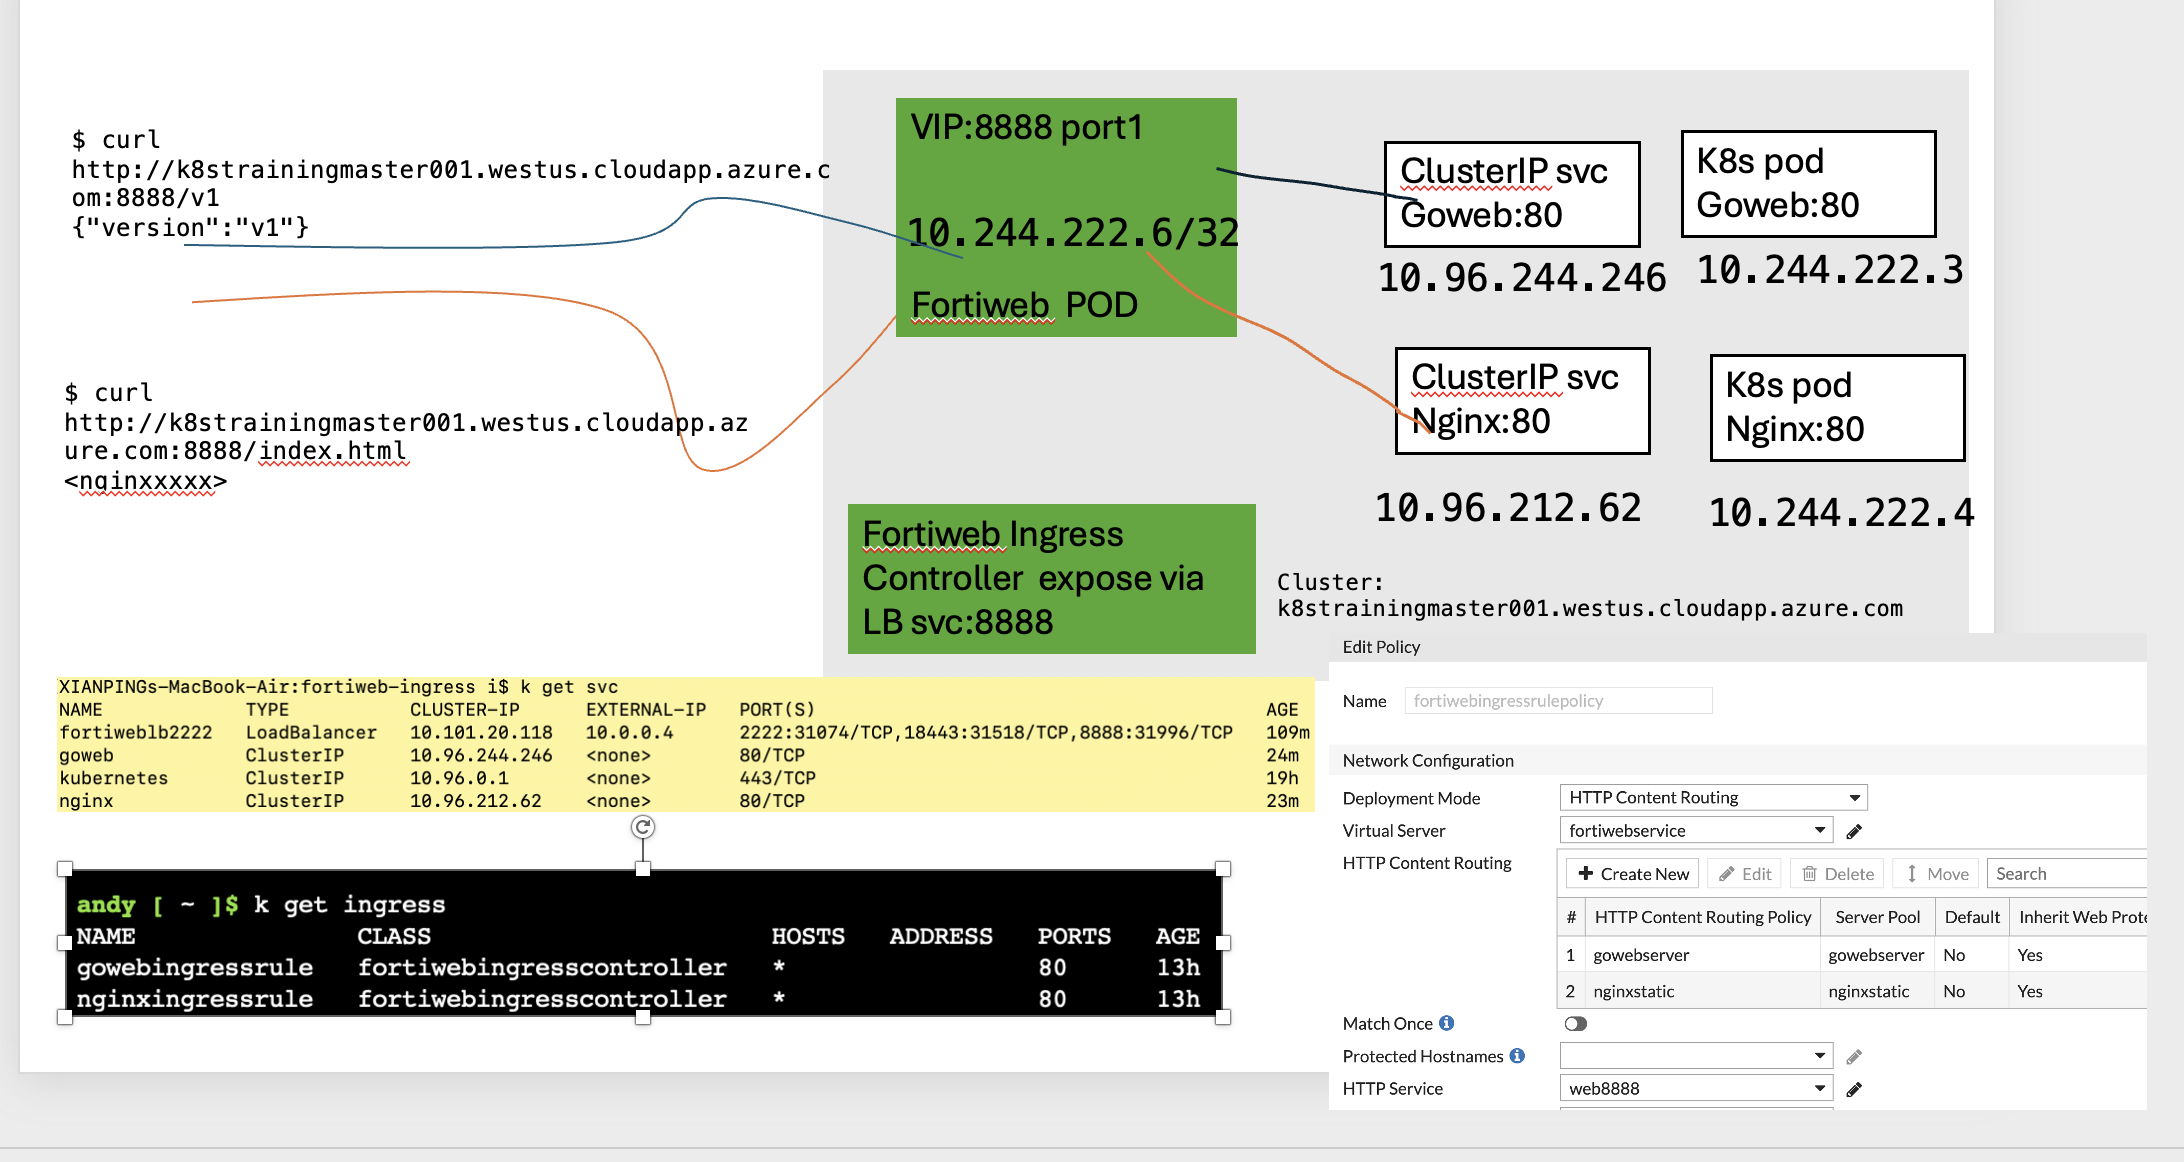 $ curl
http://k8strainingmaster001.westus.cloudapp.azure.c
om:8888/v1
{"version":"v1"}
$ curl
http://k8strainingmaster001.westus.cloudapp.az
ure.com:8888/index.html
<nginxxxxx>
VIP:8888 port1
10.244.222.6/32
Fortiweb POD
ClusterIP svc
Goweb:80
10.96.244.246
K8s pod
Goweb:80
10.244.222.3
ClusterIP svc
Nginx:80
10.96.212.62
K8s pod
Nginx:80
10.244.222.4
Fortiweb Ingress
Controller expose via
LB svc:8888
Cluster:
k8strainingmaster001.westus.cloudapp.azure.com
XIANPINGs-MacBook-Air:fortiweb-ingress i$ k get svc
NAME TYPE CLUSTER-IP EXTERNAL-IP PORT(S) AGE
fortiweblb2222 LoadBalancer 10.101.20.118 10.0.0.4 2222:31074/TCP,18443:31518/TCP,8888:31996/TCP 109m
goweb ClusterIP 10.96.244.246 <none> 80/TCP 24m
kubernetes ClusterIP 10.96.0.1 <none> 443/TCP 19h
nginx ClusterIP 10.96.212.62 <none> 80/TCP 23m
andy [ ~ ]$ k get ingress
NAME CLASS HOSTS ADDRESS PORTS AGE
gowebingressrule fortiwebingresscontroller * 80 13h
nginxingressrule fortiwebingresscontroller * 80 13h
Edit Policy
Name fortiwebingressrulepolicy
Network Configuration
Deployment Mode HTTP Content Routing
Virtual Server fortiwebservice
HTTP Content Routing
Create New Edit Delete Move Search
# HTTP Content Routing Policy Server Pool Default Inherit Web Prote
1 gowebserver gowebserver No Yes
2 nginxstatic nginxstatic No Yes
Match Once
Protected Hostnames
HTTP Service web8888